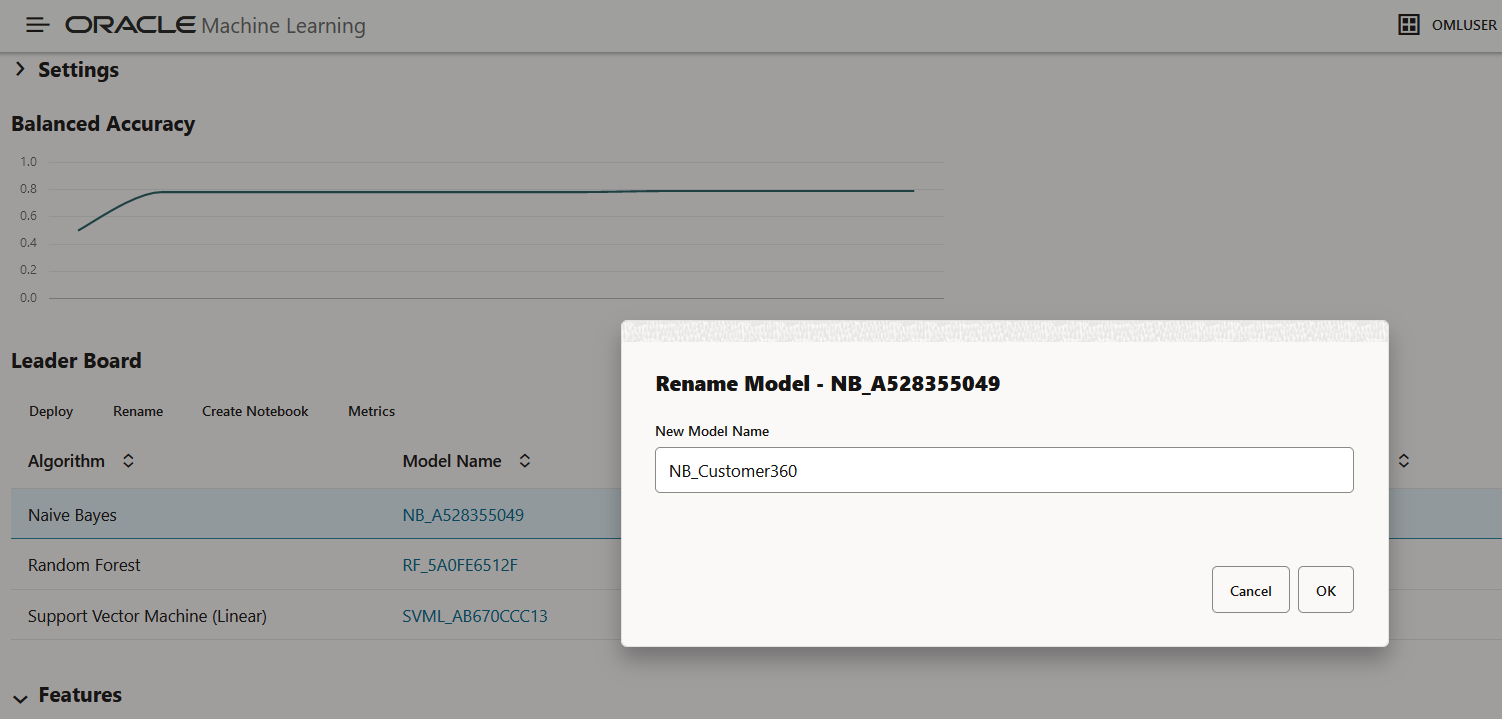 ORACLE Machine Learning
OMLUSER
Settings
Balanced Accuracy
1.0
0.8
0.6
0.4
0.2
0.0
Leader Board
Deploy Rename Create Notebook Metrics
Algorithm Model Name
Naive Bayes NB_A528355049
Random Forest RF_5A0FE6512F
Support Vector Machine (Linear) SVML_AB670CCC13
Features
Rename Model - NB_A528355049
New Model Name
NB_Customer360
Cancel OK